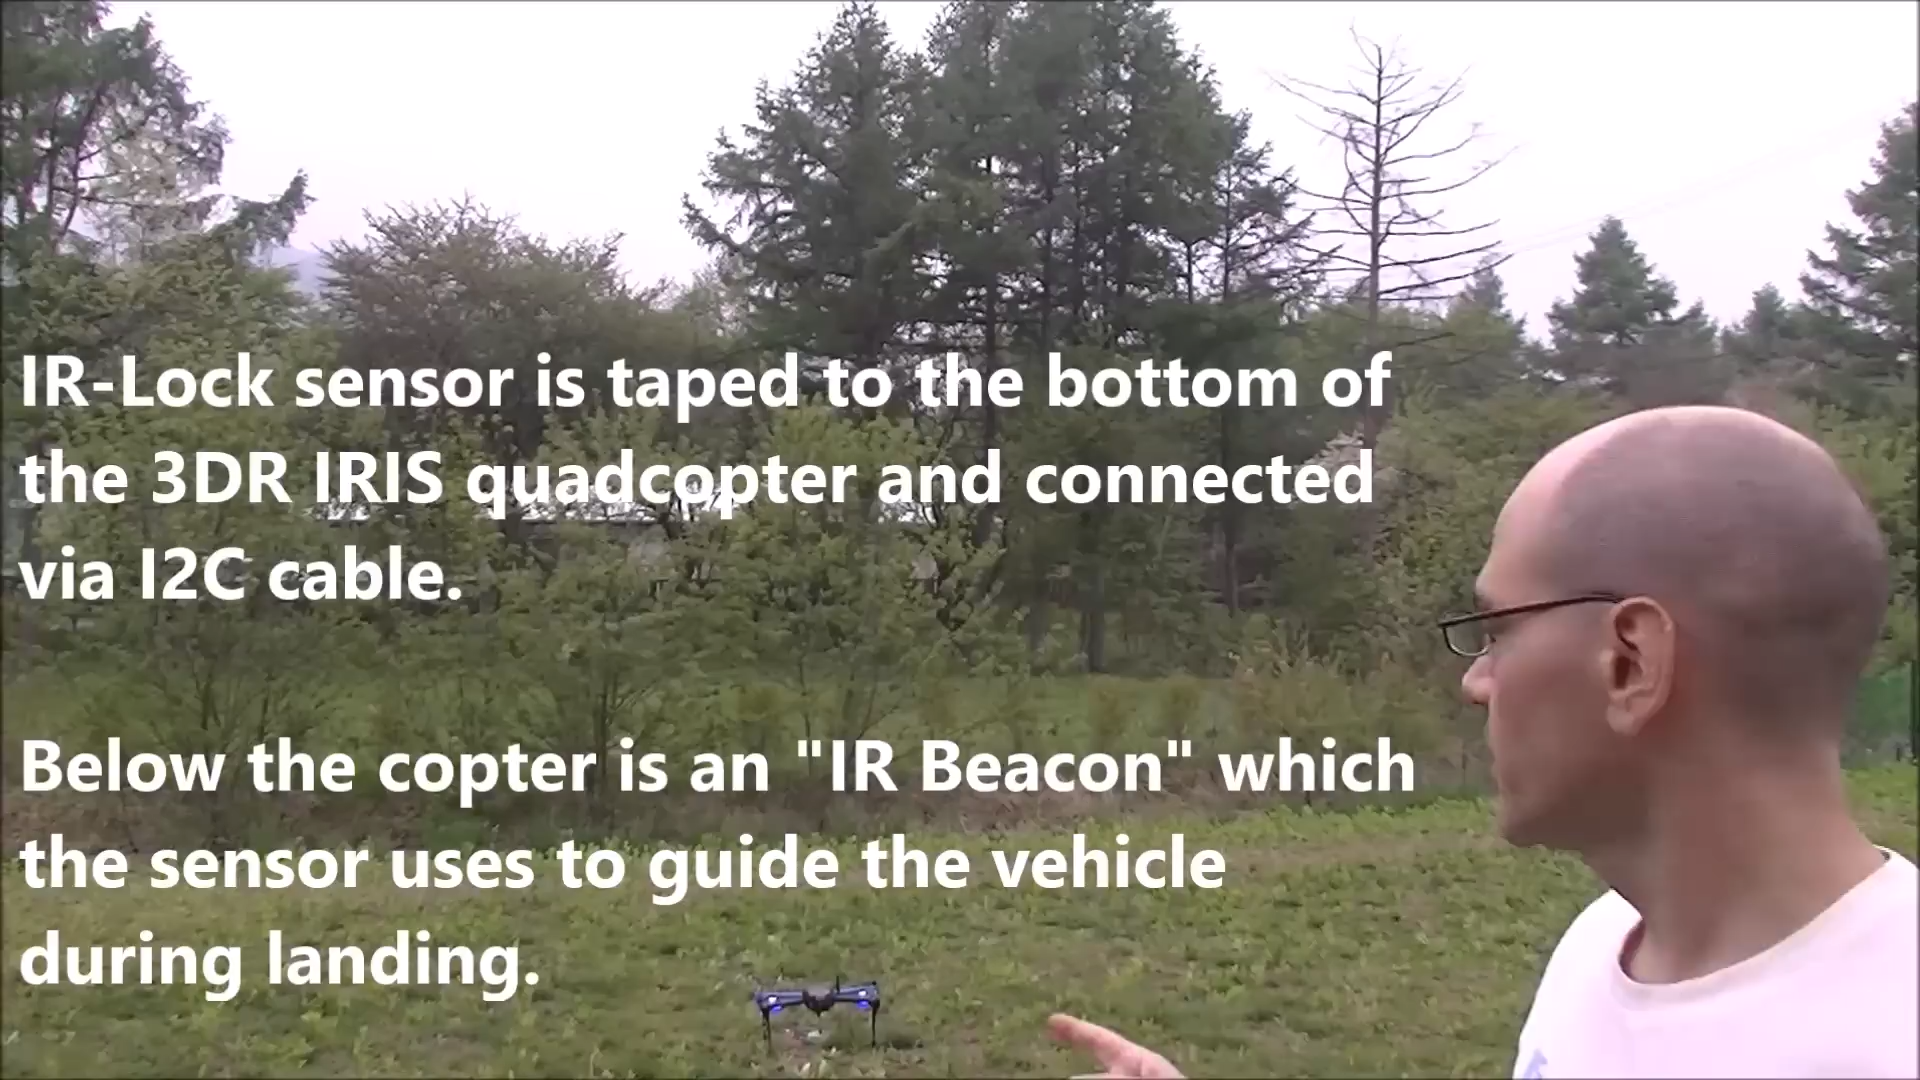 IR-Lock sensor is taped to the bottom of
the 3DR IRIS quadcopter and connected
via I2C cable.
Below the copter is an "IR Beacon" which
the sensor uses to guide the vehicle
during landing.